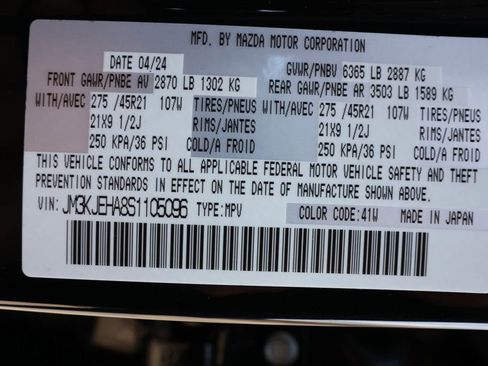 MFD. BY MAZDA MOTOR CORPORATION
DATE 04/24 GVWR/PNBV 6365 LB 2887 KG
FRONT GAWR/PNBE AV 2870 LB 1302 KG REAR GAWR/PNBE AR 3503 LB 1589 KG
WITH/AVEC 275 /45R21 107W TIRES/PNEUS WITH/AVEC 275 /45R21 107W TIRES/PNEUS
21X9 1/2J RIMS/JANTES 21X9 1/2J RIMS/JANTES
250 KPA/36 PSI COLD/A FROID 250 KPA/36 PSI COLD/A FROID
THIS VEHICLE CONFORMS TO ALL APPLICABLE FEDERAL MOTOR VEHICLE SAFETY AND THEFT
PREVENTION STANDARDS IN EFFECT ON THE DATE OF MANUFACTURE SHOWN ABOVE.
VIN: JM3KJEHA8S1105096 TYPE: MPV COLOR CODE: 41W MADE IN JAPAN